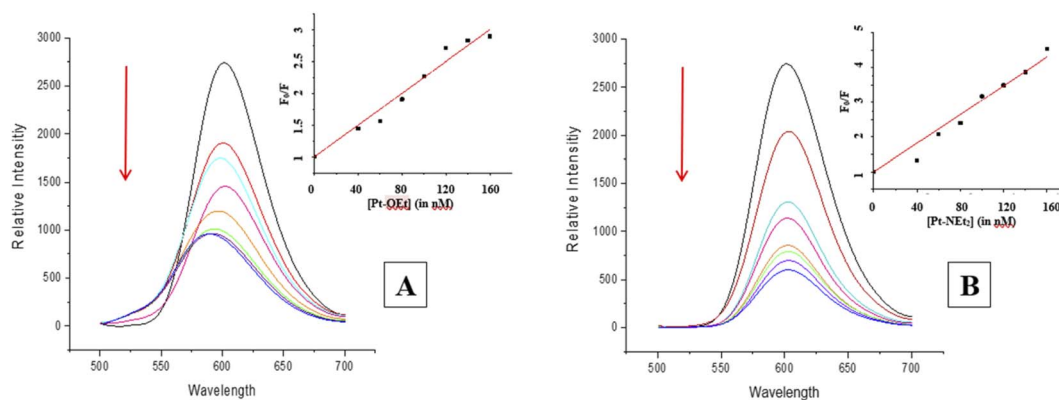 A
3000
2500
2000
1500
1000
500
0
Relative Intensitiy
500 550 600 650 700
Wavelength
3
2.5
2
1.5
1
F₀/F
0 40 80 120 160
[Pt-OEt] (in nM)
A
B
3000
2500
2000
1500
1000
500
0
Relative Intensity
500 550 600 650 700
Wavelength
5
4
3
2
1
F₀/F
0 40 80 120 160
[Pt-NEt₂] (in nM)
B